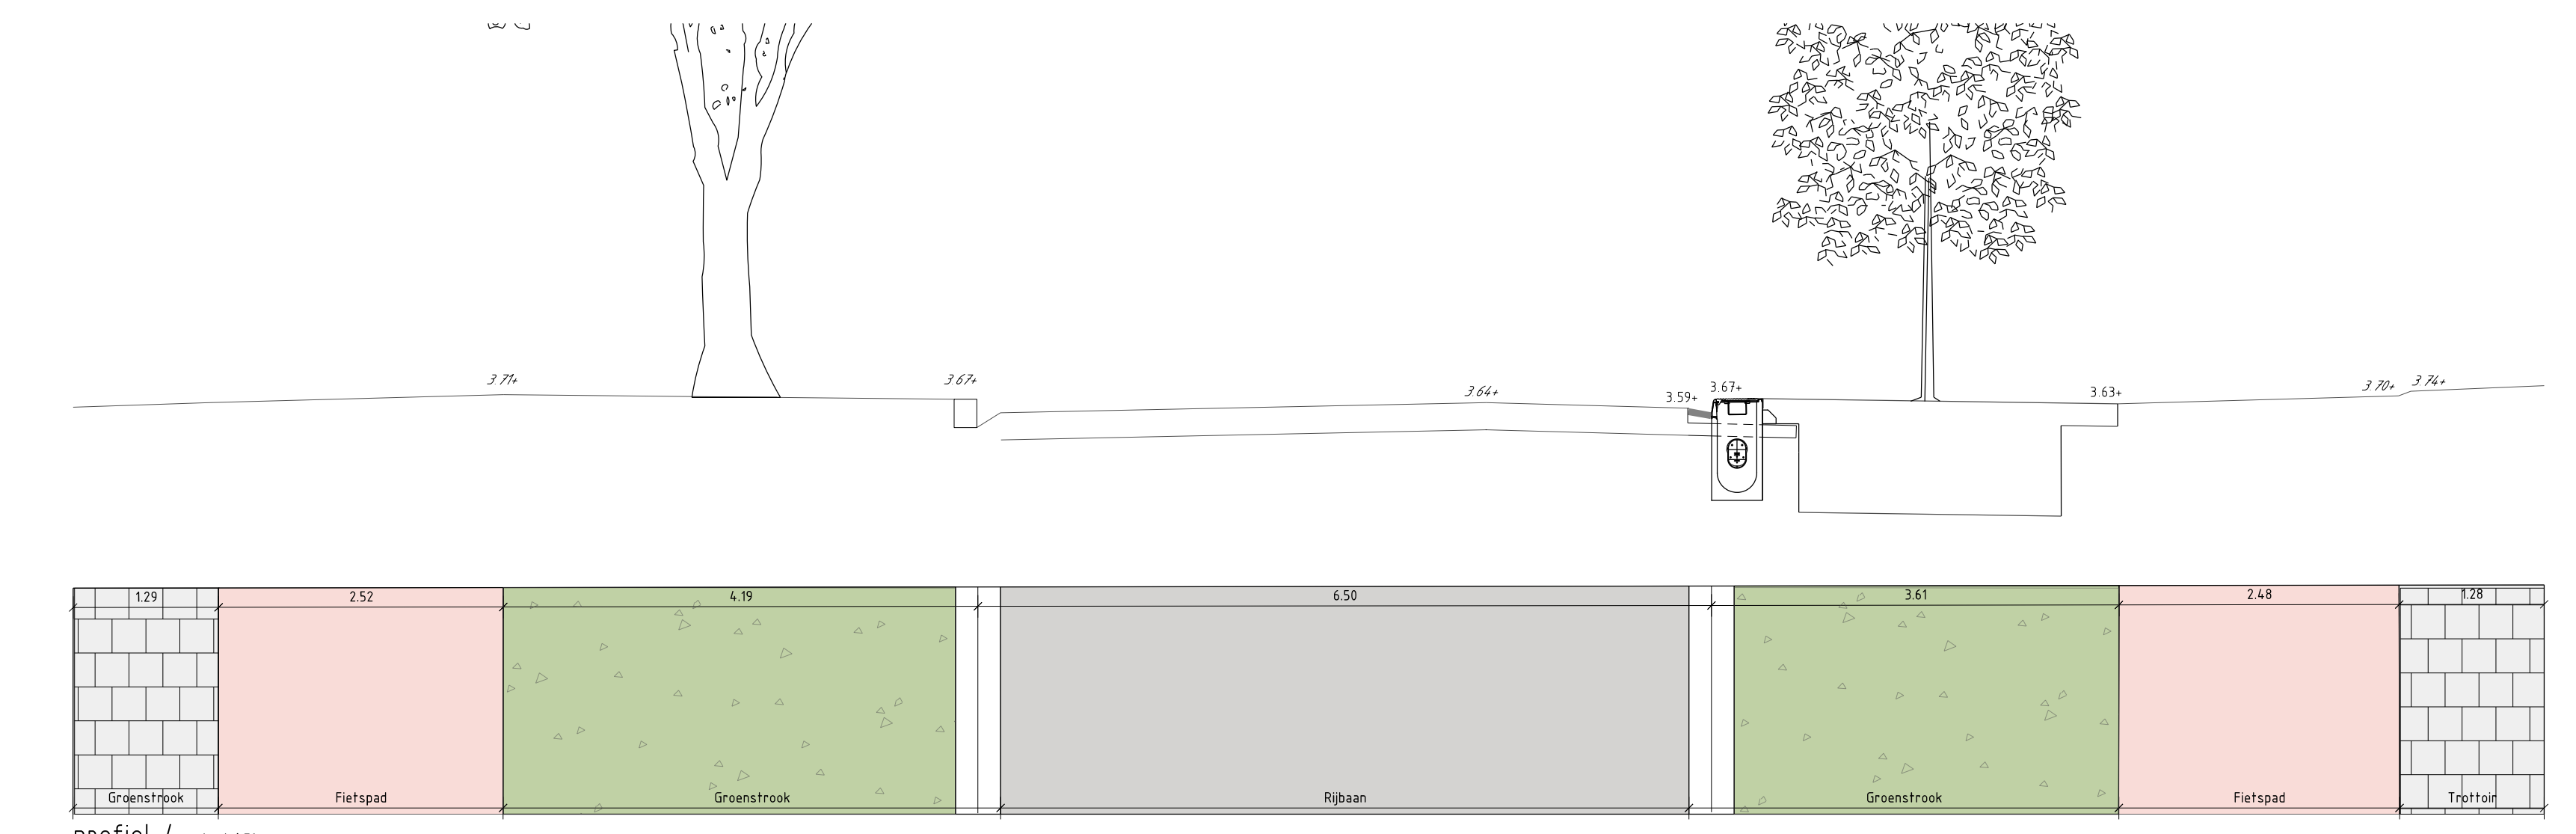 3.71+
3.67+
3.64+
3.59+
3.67+
3.63+
3.70+
3.74+
1.29
2.52
4.19
6.50
3.61
2.48
1.28
Groenstrook
Fietspad
Groenstrook
Rijbaan
Groenstrook
Fietspad
Trottoir
profiel /